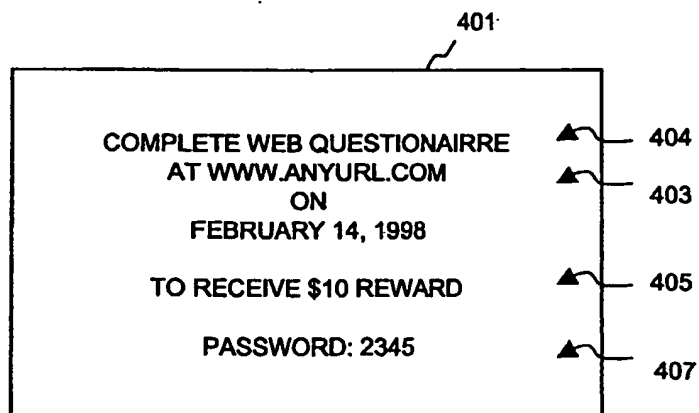 401
COMPLETE WEB QUESTIONAIRRE
404
AT WWW.ANYURL.COM
403
ON
FEBRUARY 14, 1998
TO RECEIVE $10 REWARD
405
PASSWORD: 2345
407